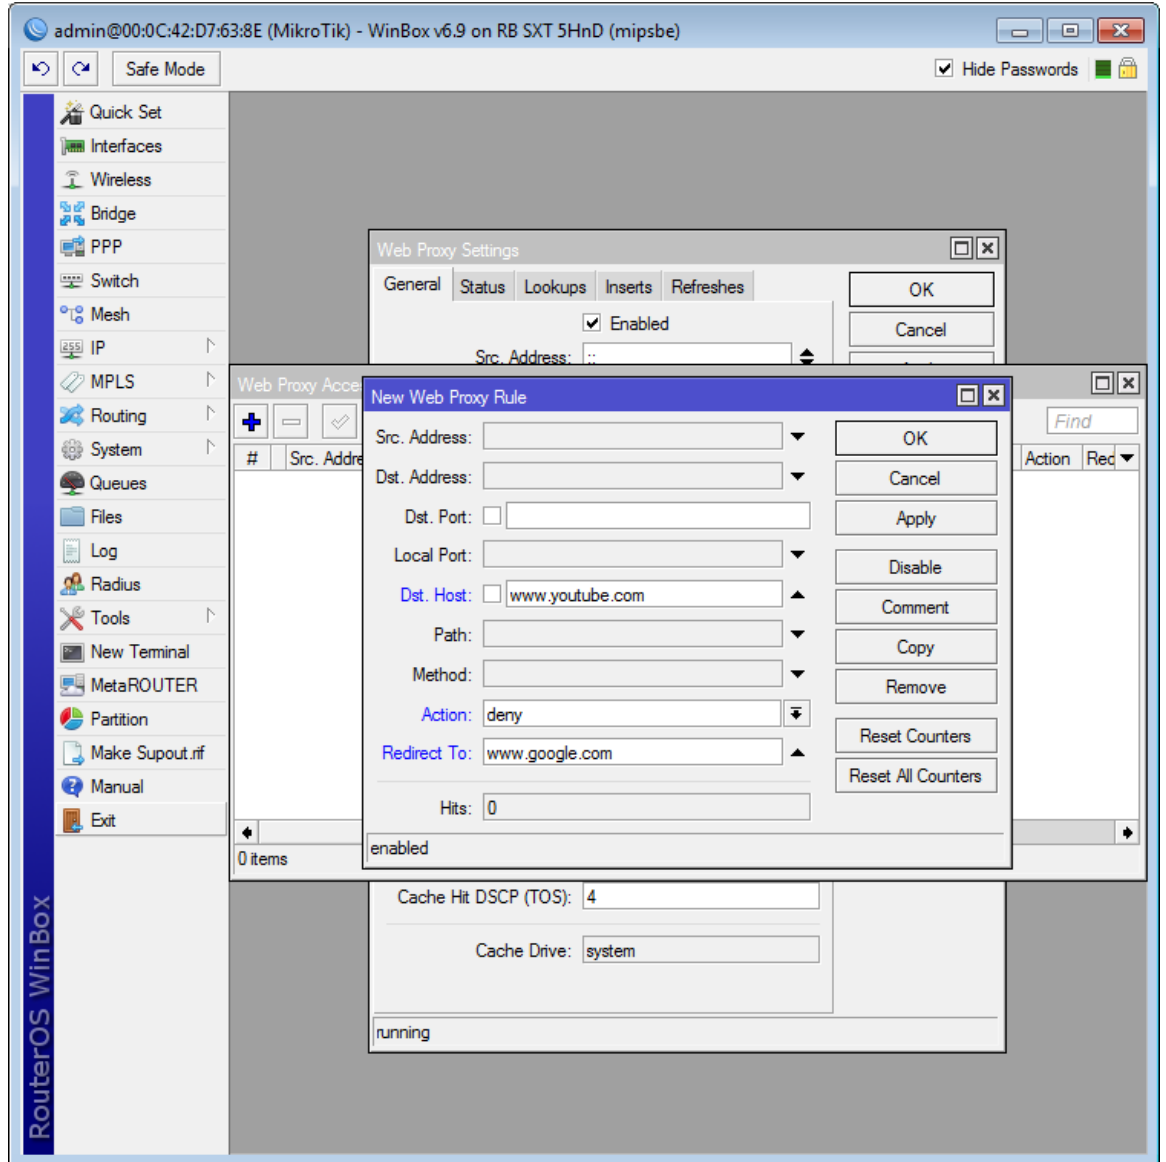 admin@00:0C:42:D7:63:8E (MikroTik) - WinBox v6.9 on RB SXT 5HnD (mipsbe)
Safe Mode
Hide Passwords
Quick Set
Interfaces
Wireless
Bridge
PPP
Switch
Mesh
IP
MPLS
Routing
System
Queues
Files
Log
Radius
Tools
New Terminal
MetaROUTER
Partition
Make Supout.rif
Manual
Exit
RouterOS WinBox
Web Proxy Settings
General Status Lookups Inserts Refreshes
Enabled
Src. Address: ::
OK
Cancel
Web Proxy Acce
Find
# Src. Addre
Action Red
0 items
New Web Proxy Rule
Src. Address:
Dst. Address:
Dst. Port:
Local Port:
Dst. Host: www.youtube.com
Path:
Method:
Action: deny
Redirect To: www.google.com
Hits: 0
enabled
OK
Cancel
Apply
Disable
Comment
Copy
Remove
Reset Counters
Reset All Counters
Cache Hit DSCP (TOS): 4
Cache Drive: system
running